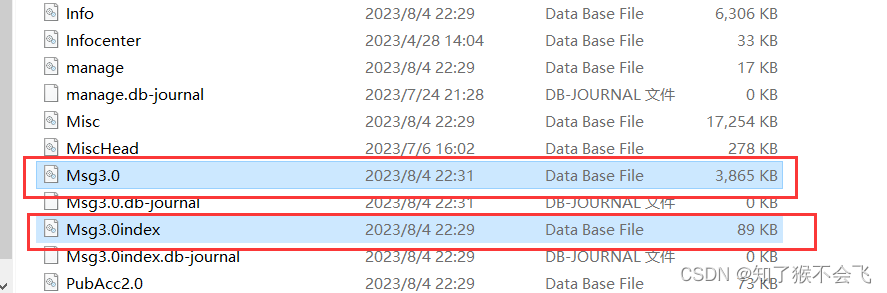 Info 2023/8/4 22:29 Data Base File 6,306 KB
Infocenter 2023/4/28 14:04 Data Base File 33 KB
manage 2023/8/4 22:29 Data Base File 17 KB
manage.db-journal 2023/7/24 21:28 DB-JOURNAL 文件 0 KB
Misc 2023/8/4 22:29 Data Base File 17,254 KB
MiscHead 2023/7/6 16:02 Data Base File 278 KB
Msg3.0 2023/8/4 22:31 Data Base File 3,865 KB
Msg3.0.db-journal 2023/8/4 22:31 DB-JOURNAL 文件 0 KB
Msg3.0index 2023/8/4 22:29 Data Base File 89 KB
Msg3.0index.db-journal 2023/8/4 22:29 DB-JOURNAL 文件 0 KB
PubAcc2.0 2023/8/4 22:29 Data Base File 73 KB
CSDN @知了猴不会飞